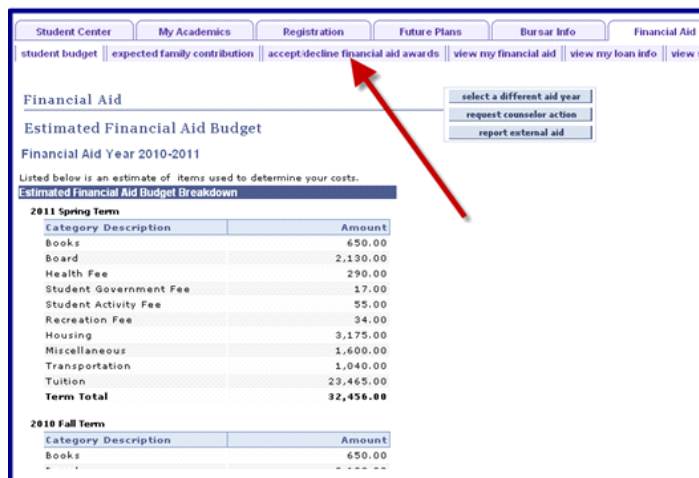 Student Center My Academics Registration Future Plans Bursar Info Financial Aid
student budget expected family contribution accept/decline financial aid awards view my financial aid view my loan info view
Financial Aid
select a different aid year
request counselor action
report external aid
Estimated Financial Aid Budget
Financial Aid Year 2010-2011
Listed below is an estimate of items used to determine your costs.
Estimated Financial Aid Budget Breakdown
2011 Spring Term
Category Description Amount
Books 650.00
Board 2,130.00
Health Fee 290.00
Student Government Fee 17.00
Student Activity Fee 55.00
Recreation Fee 34.00
Housing 3,175.00
Miscellaneous 1,600.00
Transportation 1,040.00
Tuition 23,465.00
Term Total 32,456.00
2010 Fall Term
Category Description Amount
Books 650.00